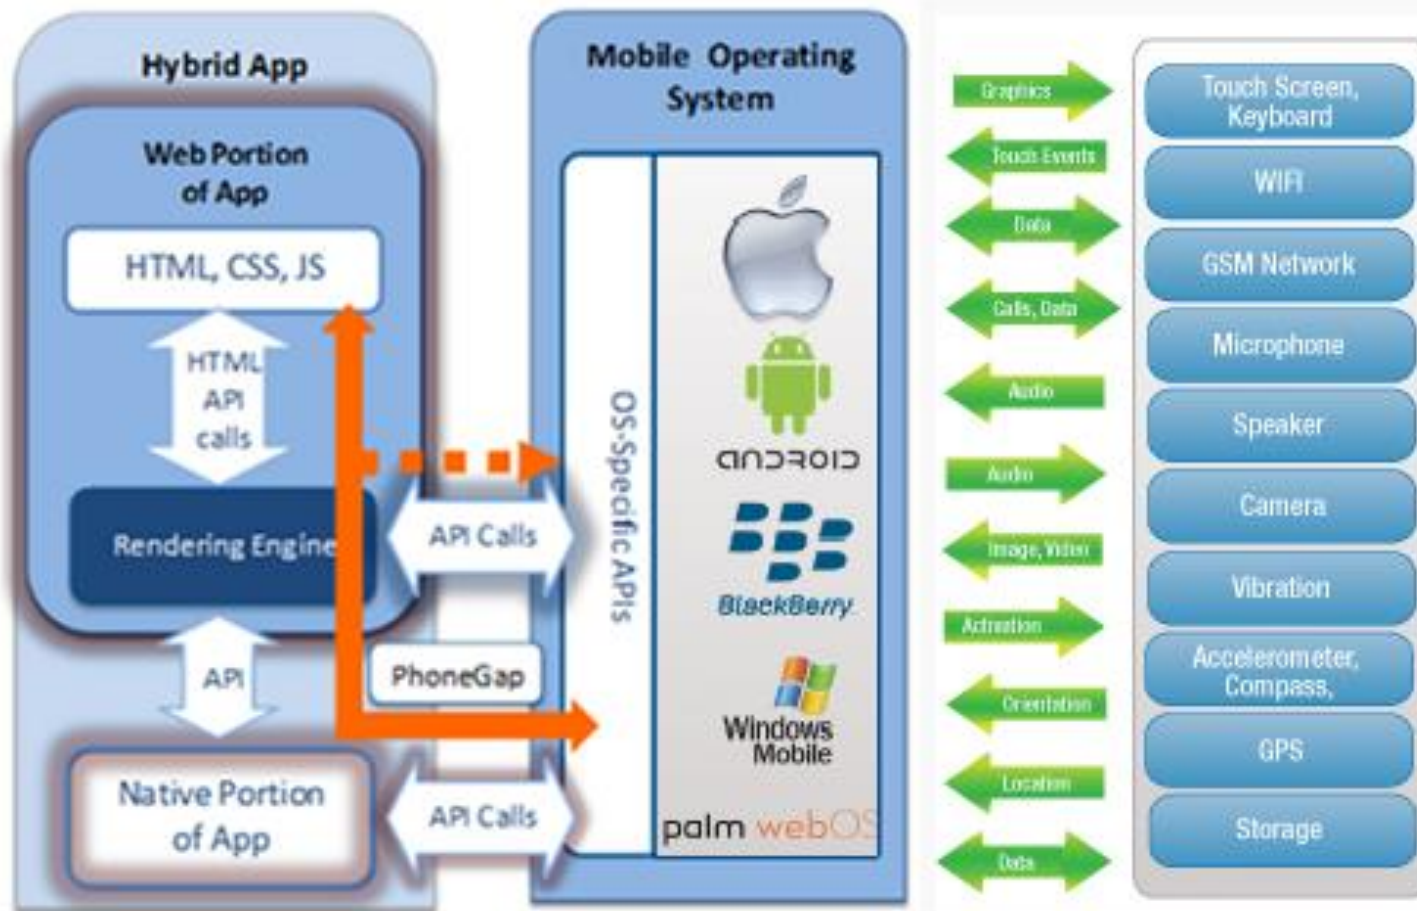 Hybrid App
Web Portion
of App
HTML, CSS, JS
HTML
API
calls
Rendering Engine
API
Native Portion
of App
API Calls
PhoneGap
API Calls
Mobile Operating
System
OS-Specific APIs
ANDROID
BlackBerry
Windows
Mobile
palm webOS
Graphics
Touch Events
Data
Calls, Data
Audio
Audio
Image, Video
Actreation
Orientation
Location
Data
Touch Screen,
Keyboard
WIFI
GSM Network
Microphone
Speaker
Camera
Vibration
Accelerometer,
Compass,
GPS
Storage